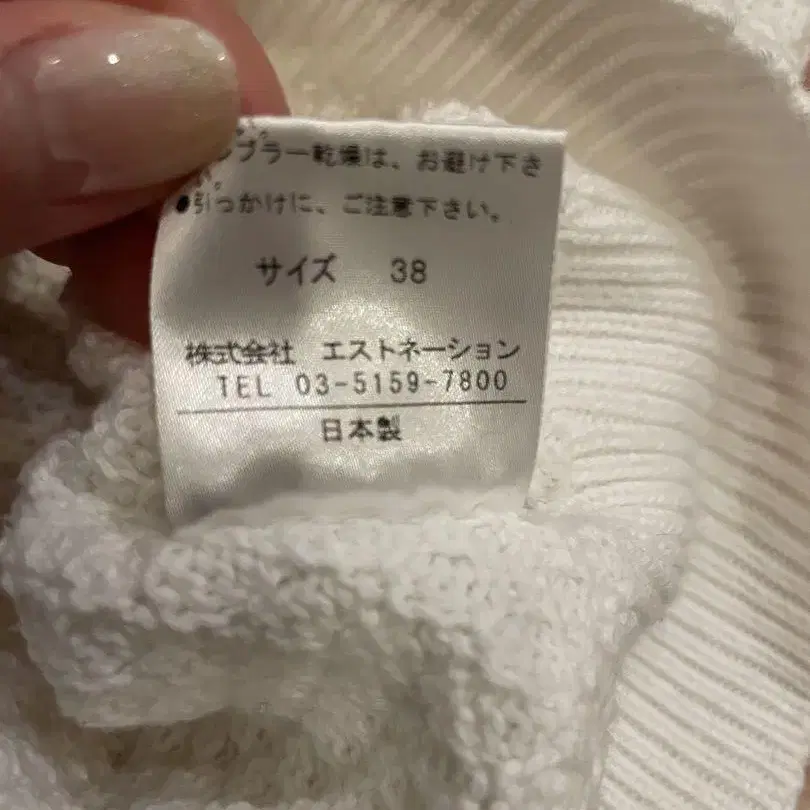 ンブラー乾燥は、お避け下さ
い。
●引っかけに、ご注意下さい。
サイズ 38
株式会社 エストネーション
TEL 03-5159-7800
日本製